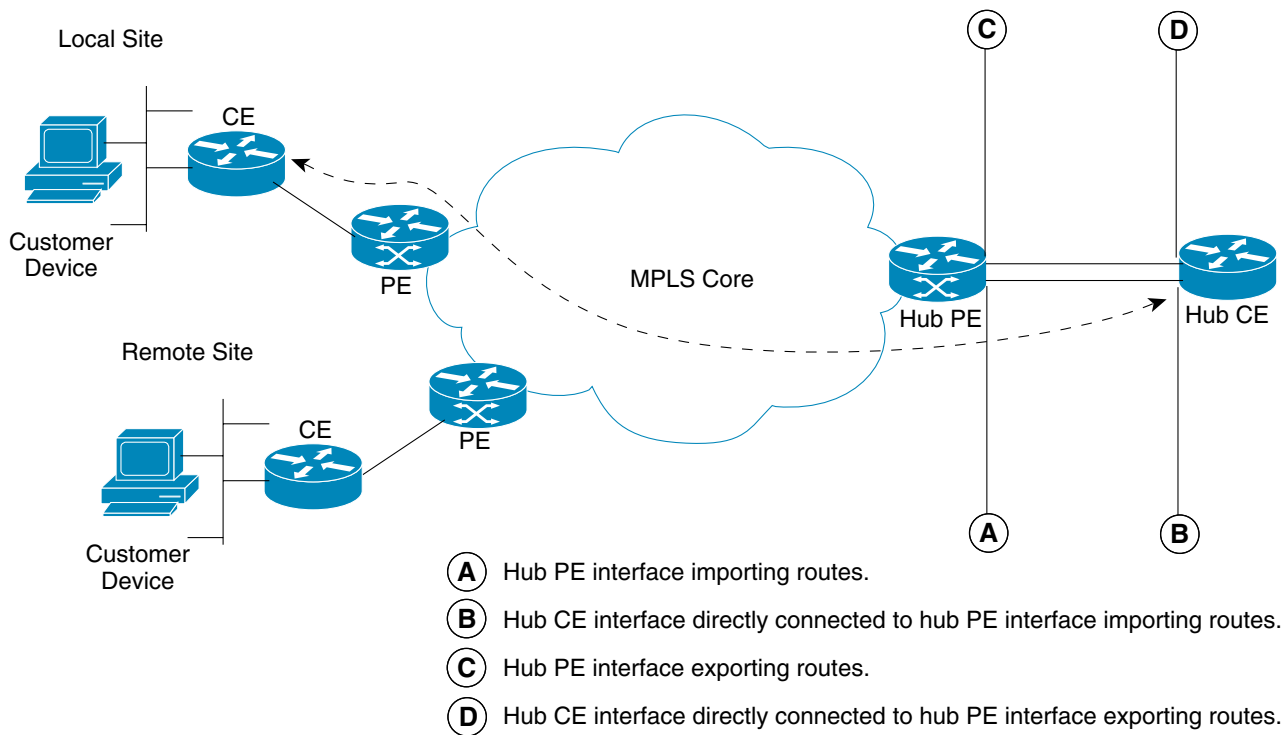 Local Site
C
D
CE
Customer
Device
PE
MPLS Core
Hub PE
Hub CE
Remote Site
CE
PE
Customer
Device
A
B
A Hub PE interface importing routes.
B Hub CE interface directly connected to hub PE interface importing routes.
C Hub PE interface exporting routes.
D Hub CE interface directly connected to hub PE interface exporting routes.